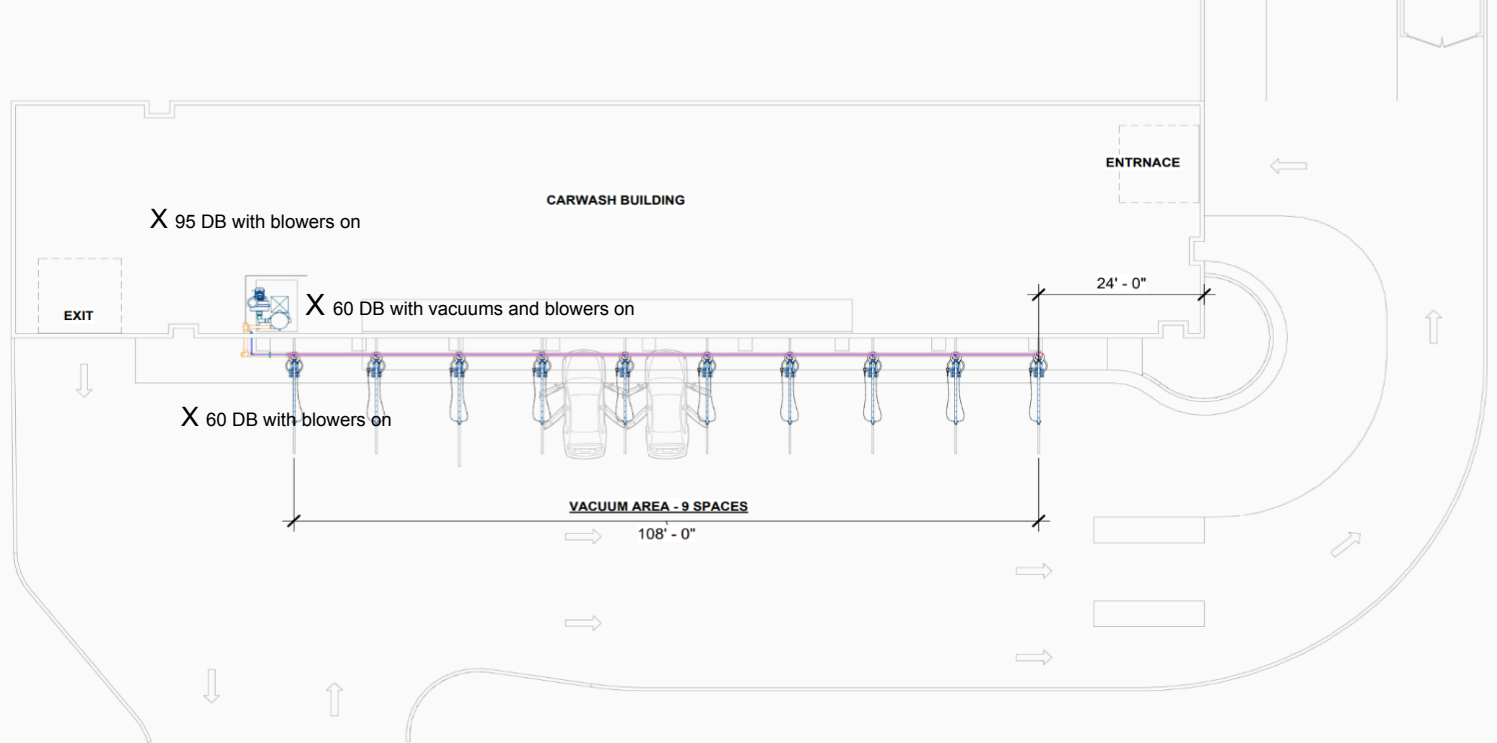 ENTRNACE
CARWASH BUILDING
X 95 DB with blowers on
24' - 0"
X 60 DB with vacuums and blowers on
EXIT
X 60 DB with blowers on
VACUUM AREA - 9 SPACES
108' - 0"